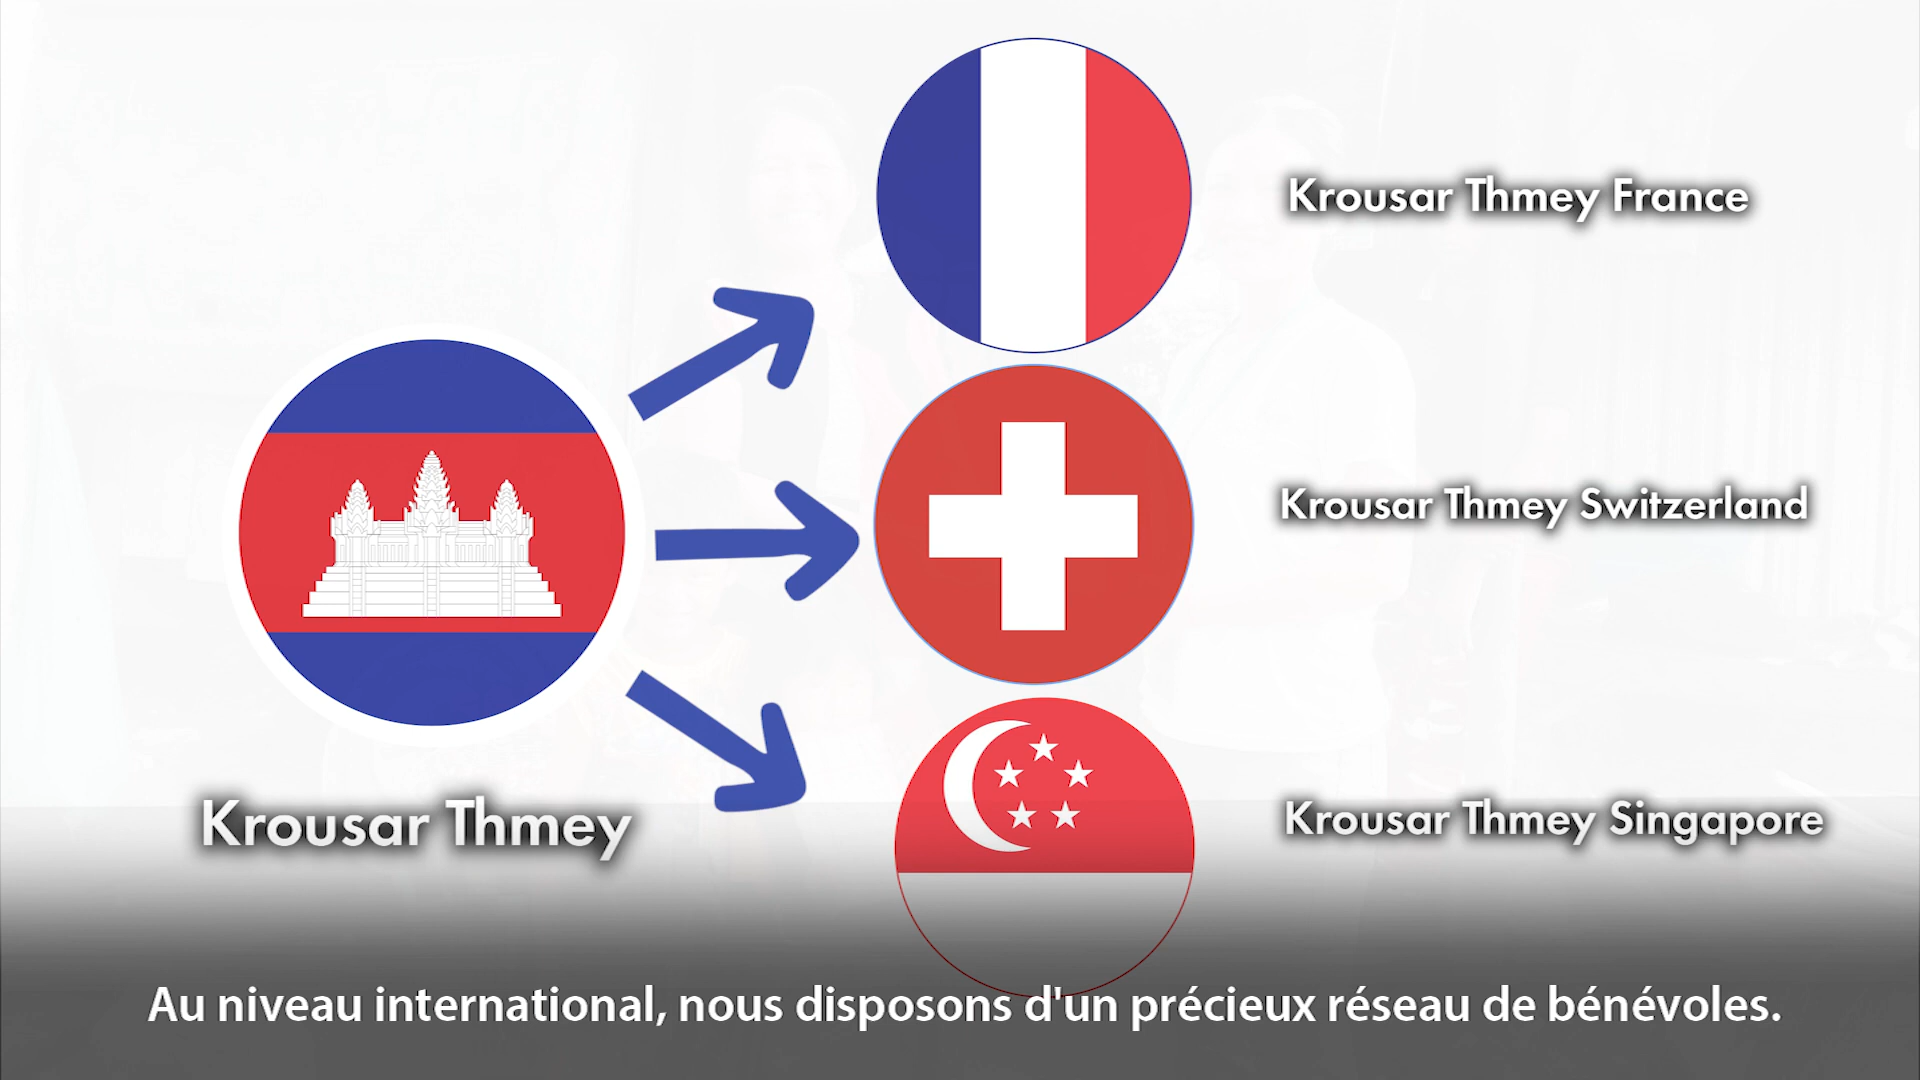 Krousar Thmey France
Krousar Thmey Switzerland
Krousar Thmey
Krousar Thmey Singapore
Au niveau international, nous disposons d'un précieux réseau de bénévoles.